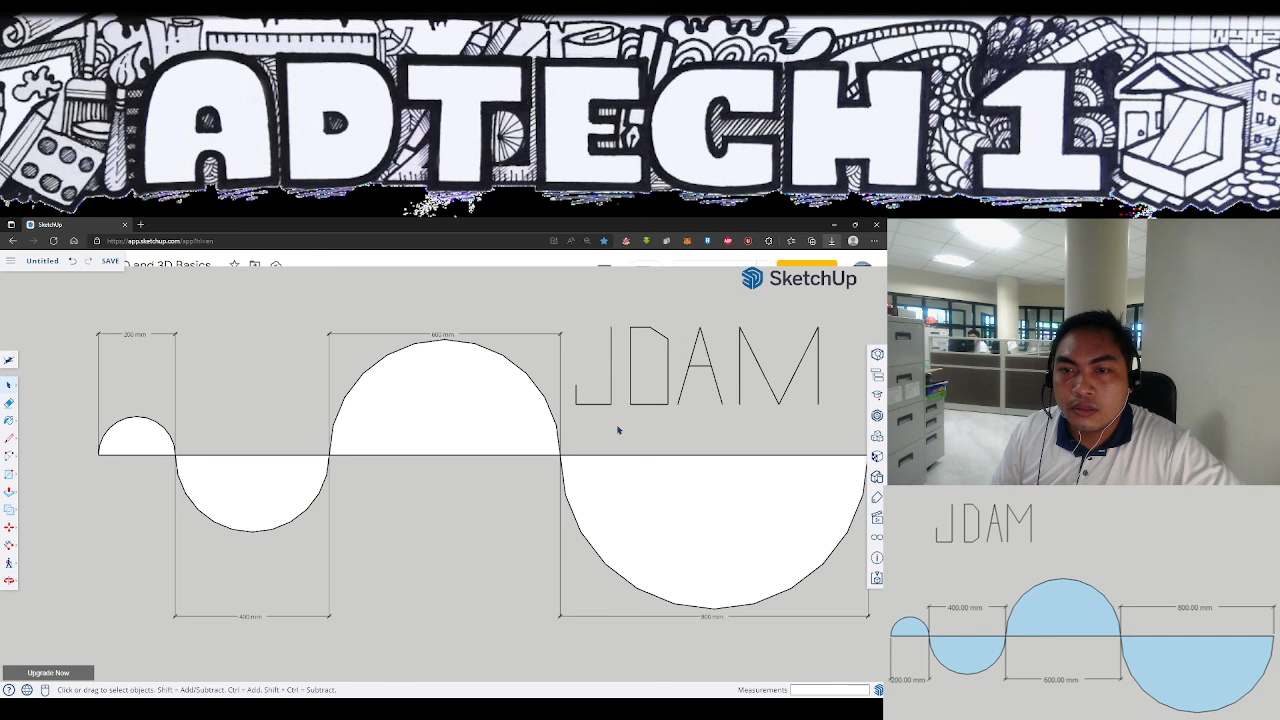 ADTECH 1
SketchUp
https://app.sketchup.com/app?hl=en
Untitled
SAVE
and 3D Basics
SketchUp
200 mm
600 mm
JDAM
400 mm
800 mm
Upgrade Now
Click or drag to select objects. Shift = Add/Subtract. Ctrl = Add. Shift + Ctrl = Subtract.
Measurements
JDAM
400.00 mm
800.00 mm
200.00 mm
600.00 mm